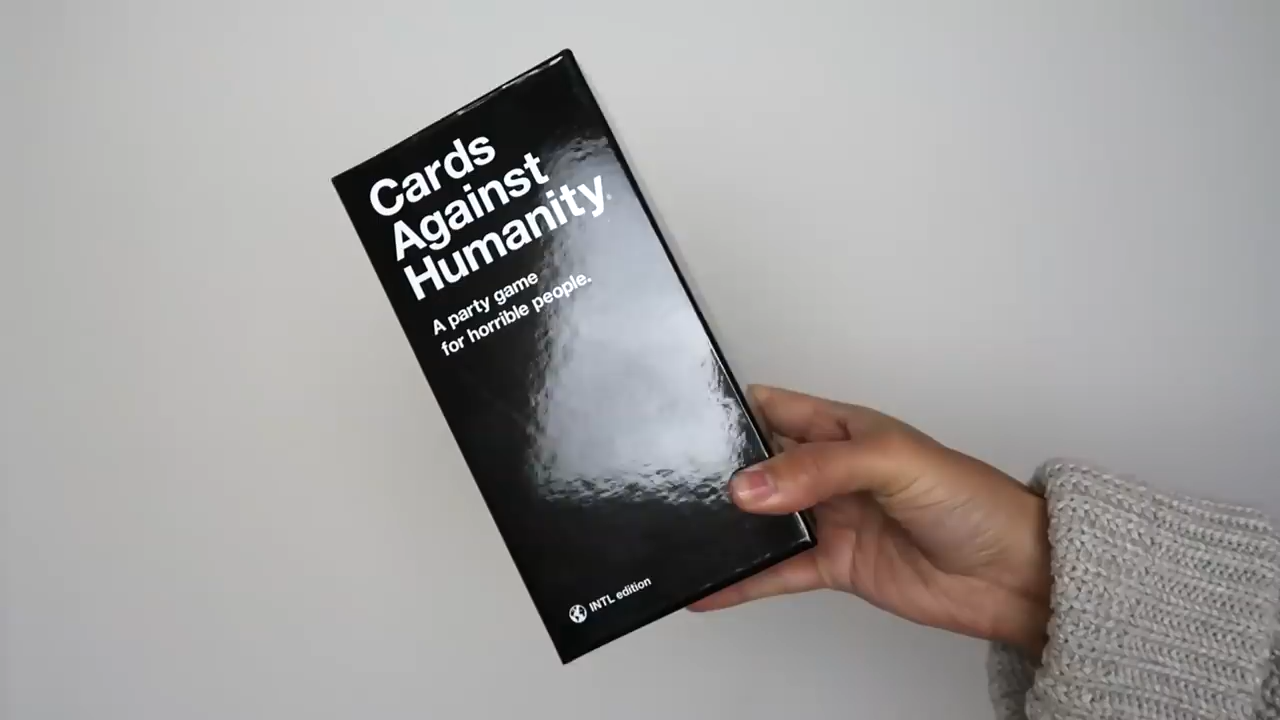 Cards
Against
Humanity
A party game
for horrible people.
INTL edition